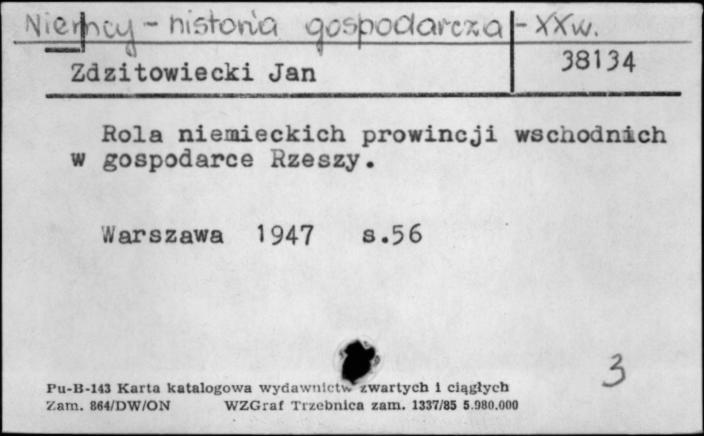 Niemcy - historia gospodarcza - XXw.
Zdzitowiecki Jan
38134
Rola niemieckich prowincji wschodnich
w gospodarce Rzeszy.
Warszawa 1947 s.56
3
Pu-B-143 Karta katalogowa wydawnictw zwartych i ciągłych
Zam. 864/DW/ON WZGraf Trzebnica zam. 1337/85 5.980.000